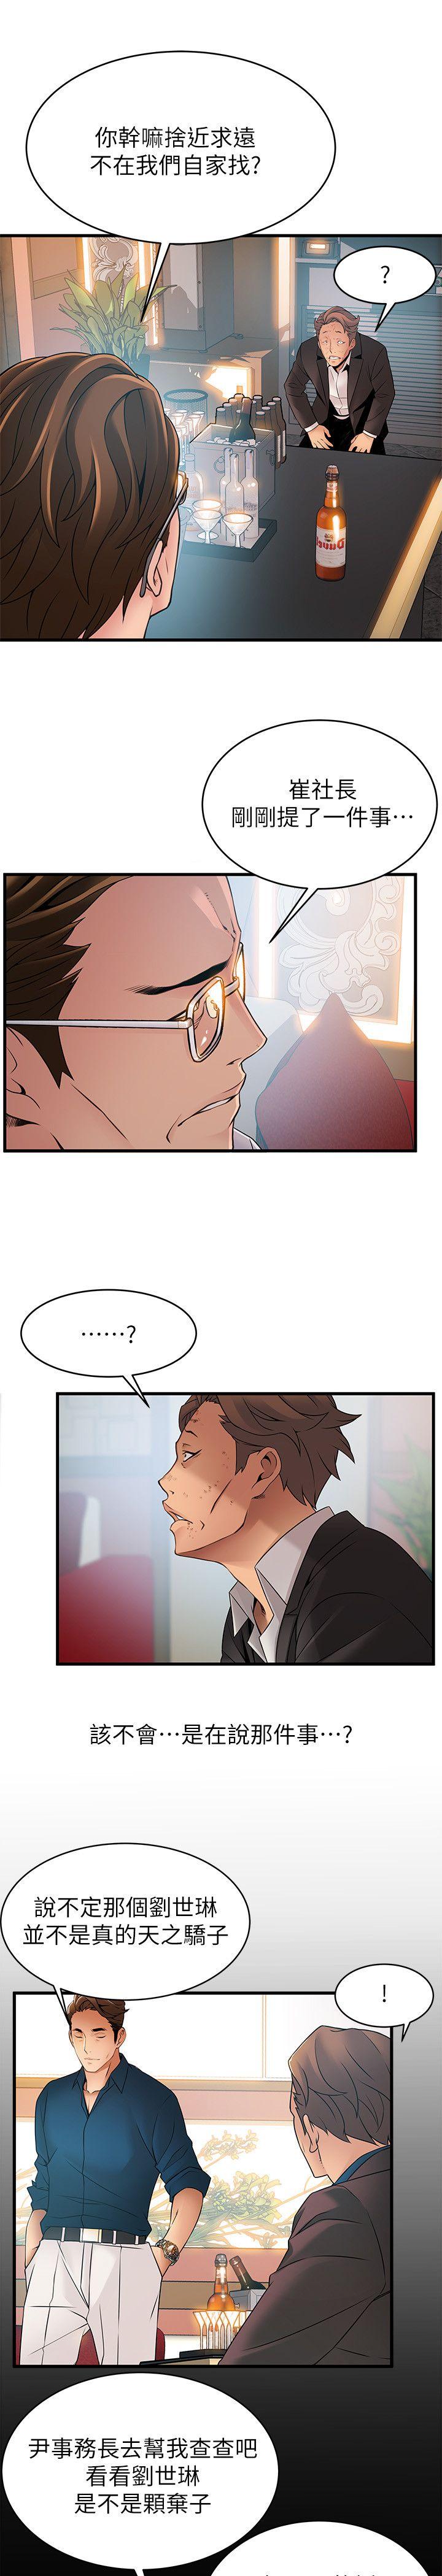 你幹嘛捨近求遠
不在我們自家找?
?
崔社長
剛剛提了一件事…
……?
該不會…是在說那件事…?
說不定那個劉世琳
並不是真的天之驕子
!
尹事務長去幫我查查吧
看看劉世琳
是不是顆棄子